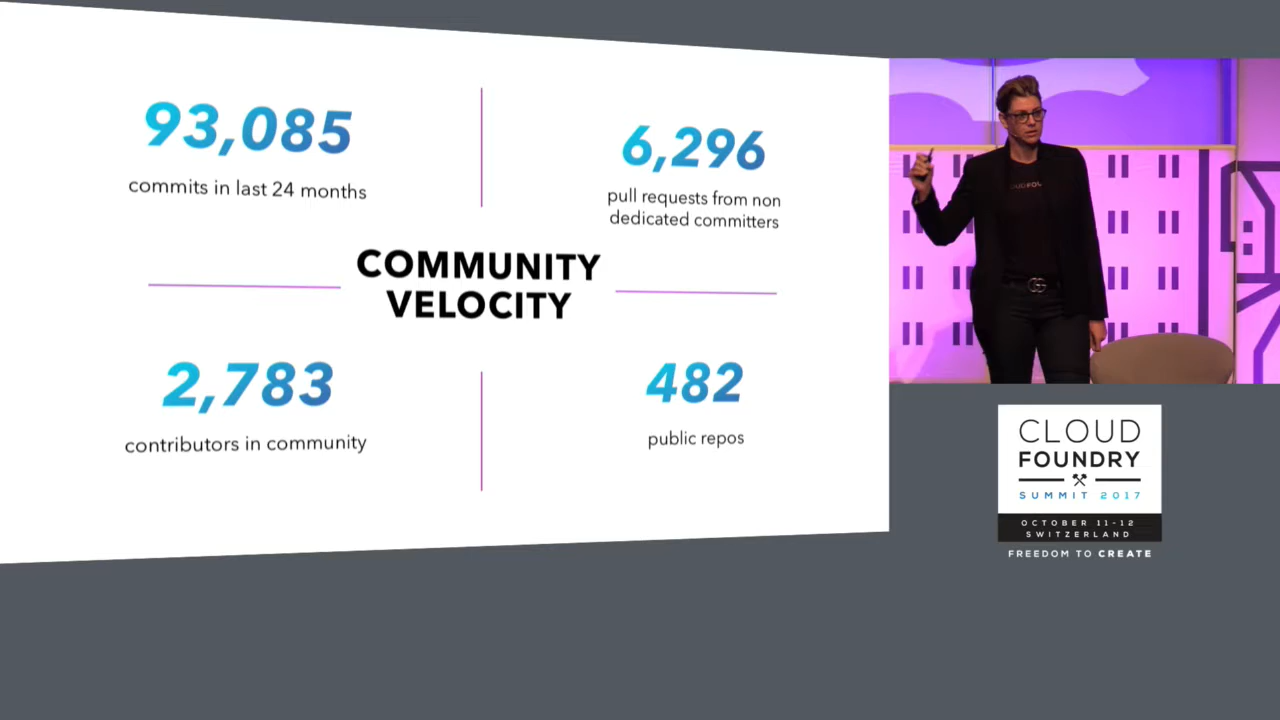 93,085
commits in last 24 months
6,296
pull requests from non
dedicated committers
COMMUNITY
VELOCITY
2,783
contributors in community
482
public repos
CLOUD
FOUNDRY
SUMMIT 2017
OCTOBER 11-12
SWITZERLAND
FREEDOM TO CREATE